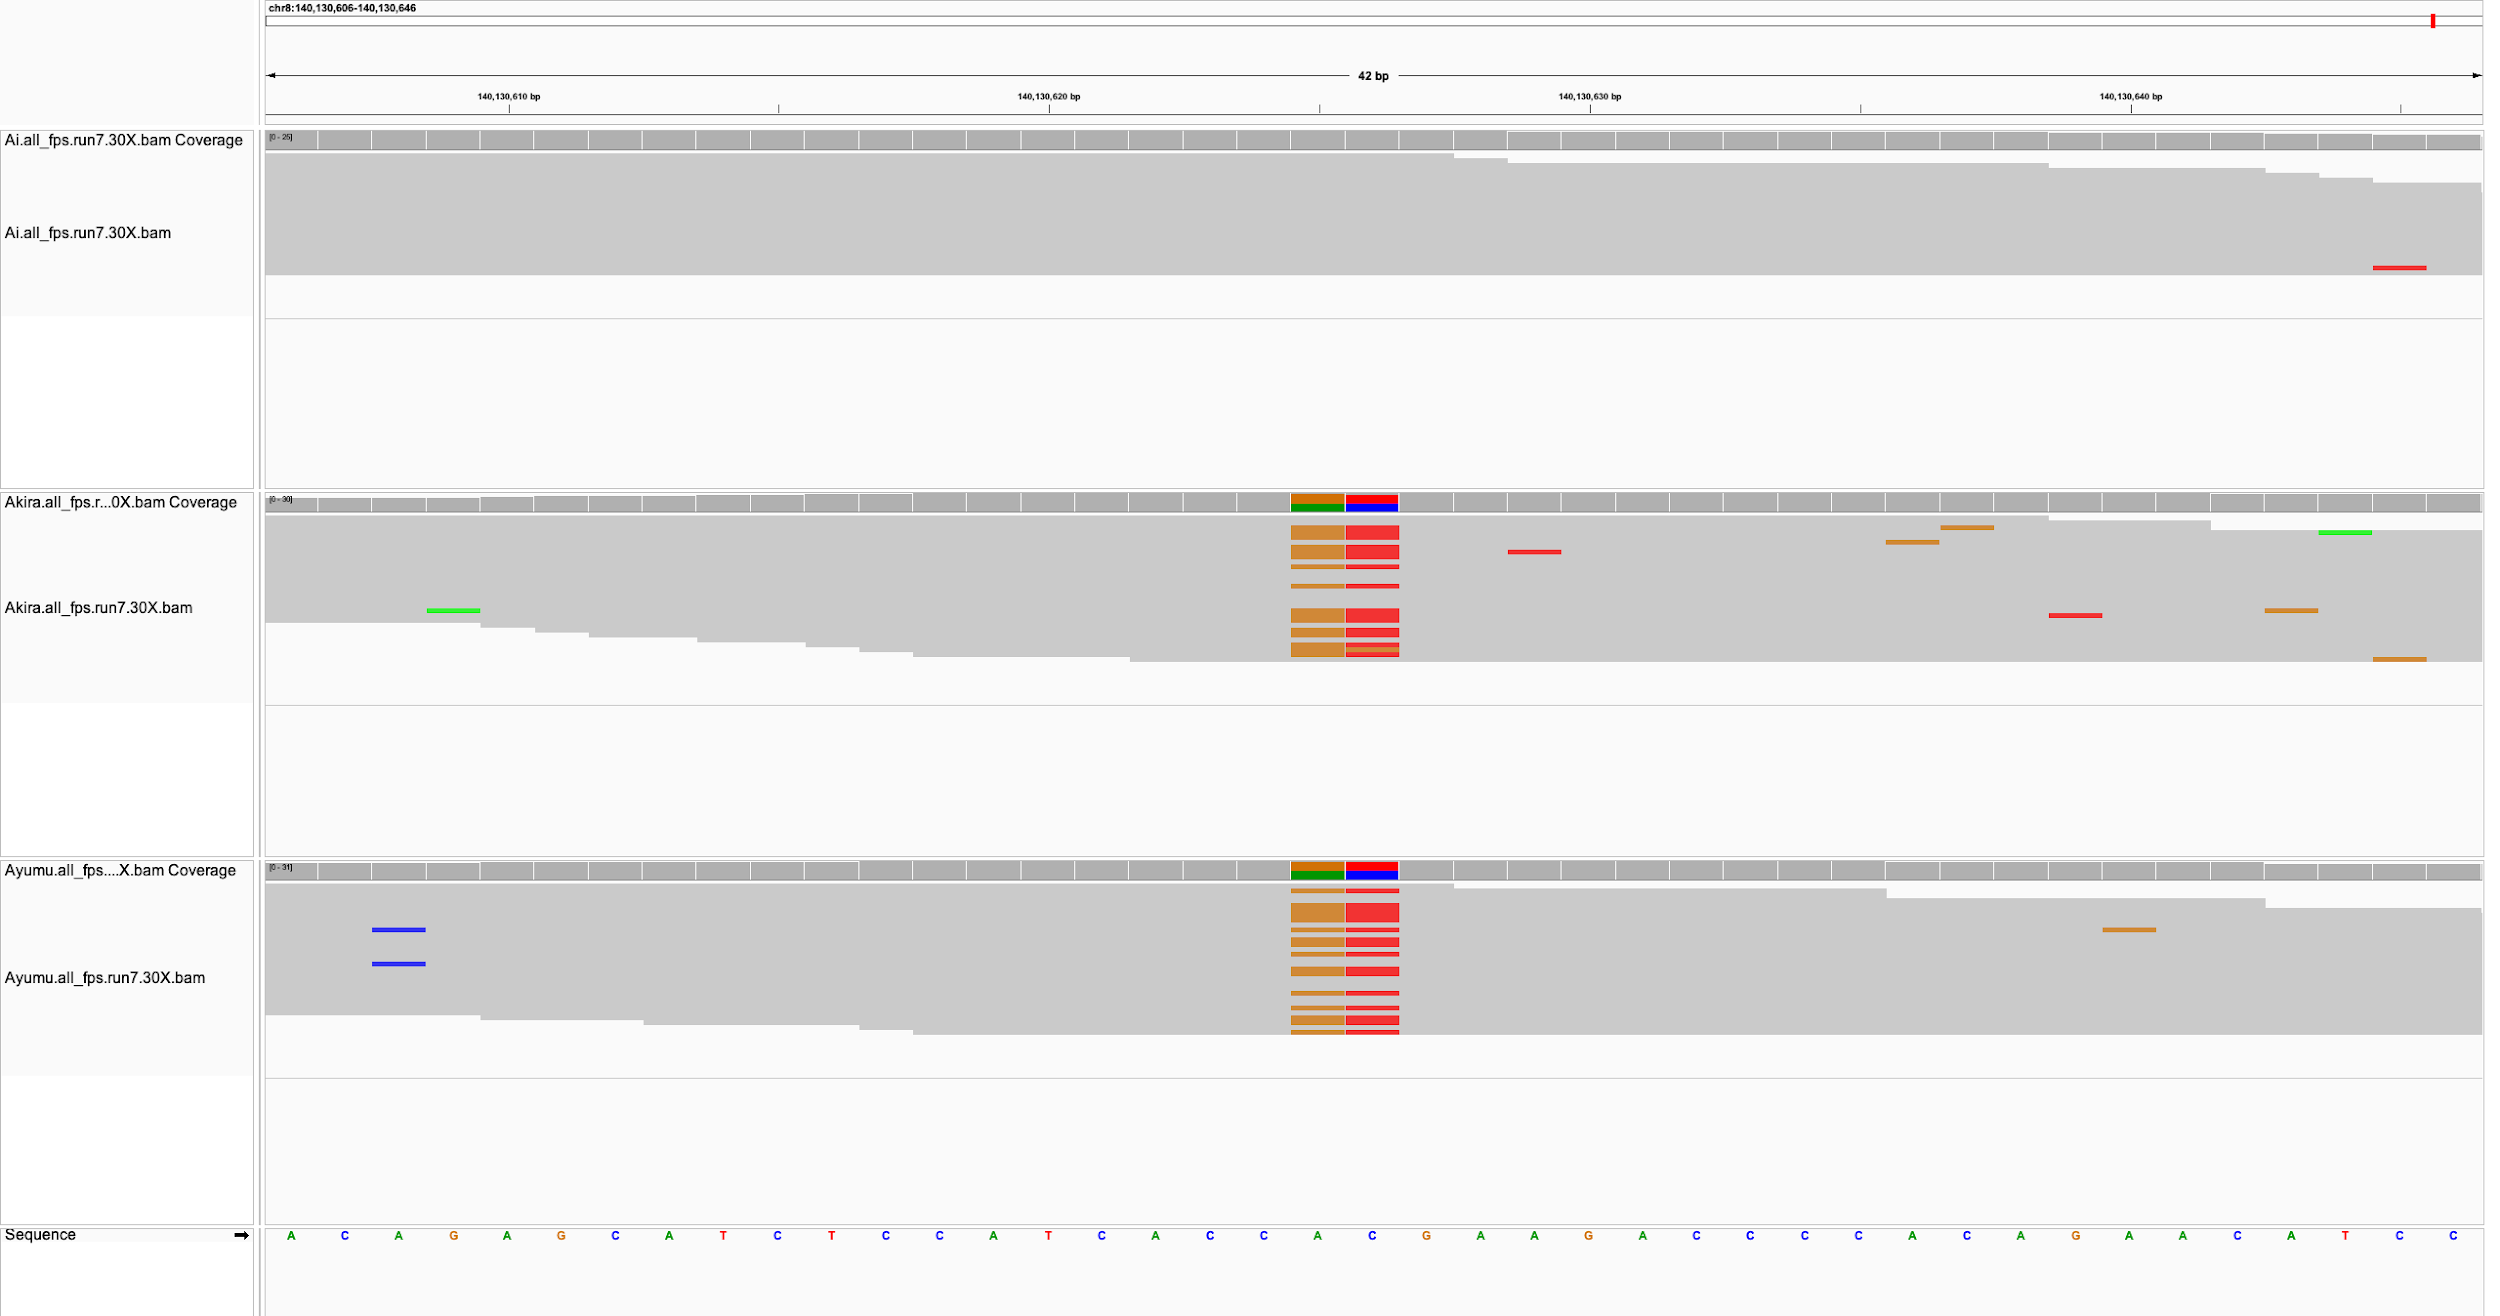 chr8:140,130,606-140,130,646
42 bp
140,130,610 bp 140,130,620 bp 140,130,630 bp 140,130,640 bp
Ai.all_fps.run7.30X.bam Coverage
[0 - 25]
Ai.all_fps.run7.30X.bam
Akira.all_fps.r...0X.bam Coverage
[0 - 30]
Akira.all_fps.run7.30X.bam
Ayumu.all_fps....X.bam Coverage
[0 - 31]
Ayumu.all_fps.run7.30X.bam
Sequence A C A G A G C A T C T C C A T C A C C A C G A A G A C C C C A C A G A A C A T C C